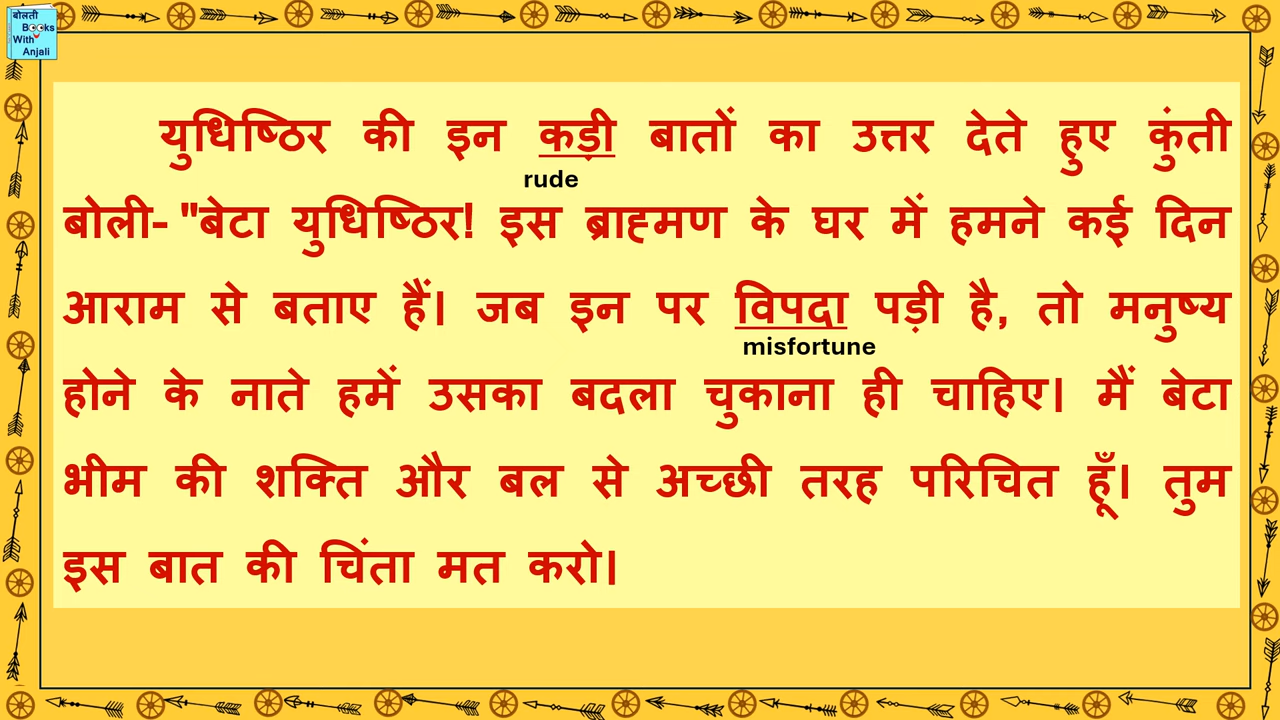 बोलती
Books
With
Anjali
युधिष्ठिर की इन कड़ी बातों का उत्तर देते हुए कुंती
rude
बोली- "बेटा युधिष्ठिर! इस ब्राह्मण के घर में हमने कई दिन
आराम से बताए हैं। जब इन पर विपदा पड़ी है, तो मनुष्य
misfortune
होने के नाते हमें उसका बदला चुकाना ही चाहिए। मैं बेटा
भीम की शक्ति और बल से अच्छी तरह परिचित हूँ। तुम
इस बात की चिंता मत करो।